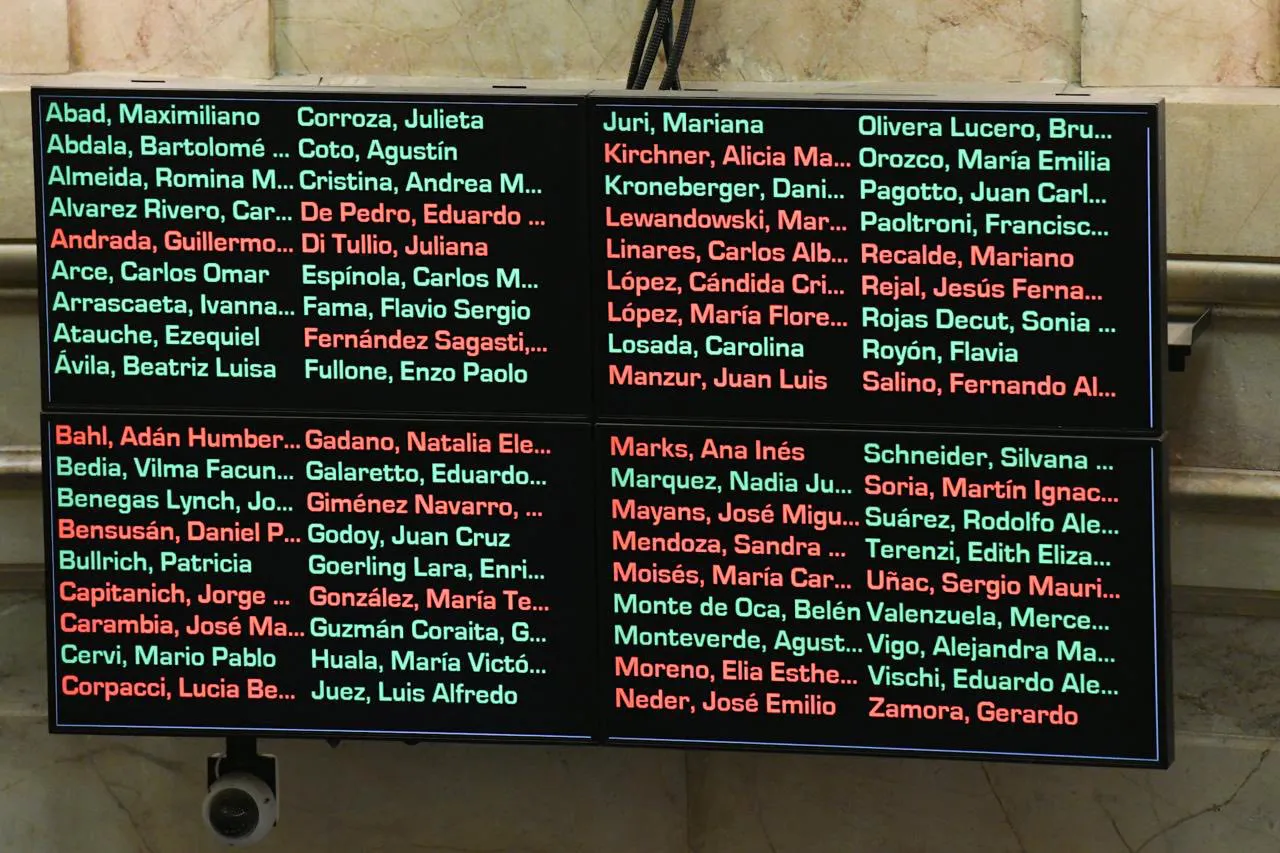 Abad, Maximiliano
Abdala, Bartolomé ...
Almeida, Romina M...
Alvarez Rivero, Car...
Andrada, Guillermo...
Arce, Carlos Omar
Arrascaeta, Ivanna...
Atauche, Ezequiel
Ávila, Beatriz Luisa
Bahl, Adán Humber...
Bedia, Vilma Facun...
Benegas Lynch, Jo...
Bensusán, Daniel P...
Bullrich, Patricia
Capitanich, Jorge ...
Carambia, José Ma...
Cervi, Mario Pablo
Corpacci, Lucia Be...
Corroza, Julieta
Coto, Agustín
Cristina, Andrea M...
De Pedro, Eduardo ...
Di Tullio, Juliana
Espínola, Carlos M...
Fama, Flavio Sergio
Fernández Sagasti,...
Fullone, Enzo Paolo
Gadano, Natalia Ele...
Galaretto, Eduardo...
Giménez Navarro, ...
Godoy, Juan Cruz
Goerling Lara, Enri...
González, María Te...
Guzmán Coraita, G...
Huala, María Victó...
Juez, Luis Alfredo
Juri, Mariana
Kirchner, Alicia Ma...
Kroneberger, Dani...
Lewandowski, Mar...
Linares, Carlos Alb...
López, Cándida Cri...
López, María Flore...
Losada, Carolina
Manzur, Juan Luis
Marks, Ana Inés
Marquez, Nadia Ju...
Mayans, José Migu...
Mendoza, Sandra ...
Moisés, María Car...
Monte de Oca, Belén
Monteverde, Agust...
Moreno, Elia Esthe...
Neder, José Emilio
Olivera Lucero, Bru...
Orozco, María Emilia
Pagotto, Juan Carl...
Paoltroni, Francisc...
Recalde, Mariano
Rejal, Jesús Ferna...
Rojas Decut, Sonia ...
Royón, Flavia
Salino, Fernando Al...
Schneider, Silvana ...
Soria, Martín Ignac...
Suárez, Rodolfo Ale...
Terenzi, Edith Eliza...
Uñac, Sergio Mauri...
Valenzuela, Merce...
Vigo, Alejandra Ma...
Vischi, Eduardo Ale...
Zamora, Gerardo